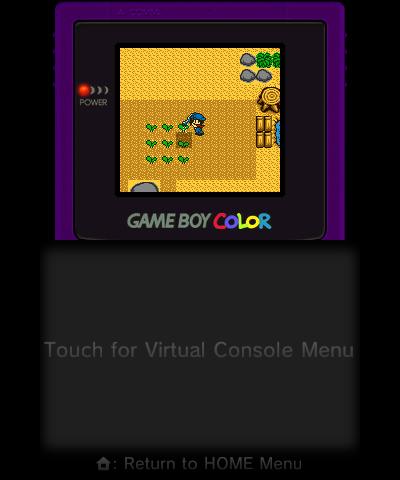 POWER
GAME BOY COLOR
Touch for Virtual Console Menu
: Return to HOME Menu